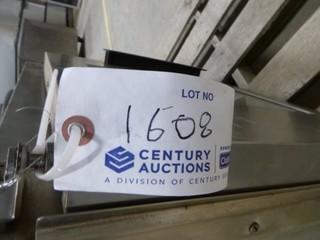 LOT NO
1608
CENTURY
AUCTIONS
A DIVISION OF CENTURY